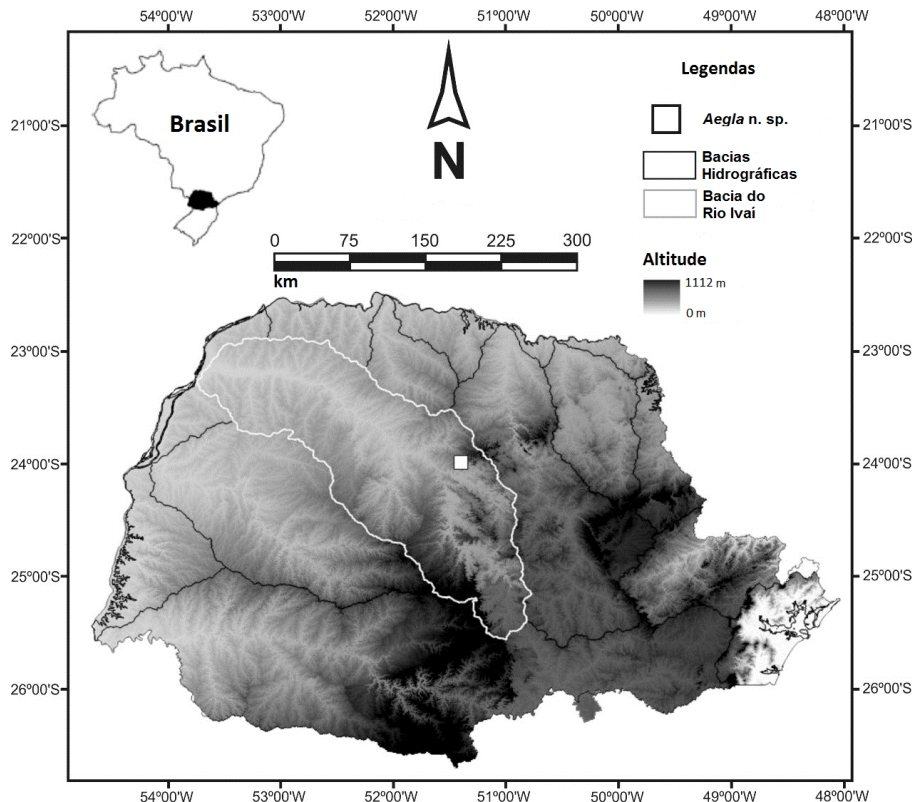 54°00'W 53°00'W 52°00'W 51°00'W 50°00'W 49°00'W 48°00'W
Brasil
N
Legendas
Aegla n. sp.
Bacias
Hidrográficas
Bacia do
Rio Ivaí
Altitude
1112 m
0 m
0 75 150 225 300
km
21°00'S 21°00'S
22°00'S 22°00'S
23°00'S 23°00'S
24°00'S 24°00'S
25°00'S 25°00'S
26°00'S 26°00'S
54°00'W 53°00'W 52°00'W 51°00'W 50°00'W 49°00'W 48°00'W